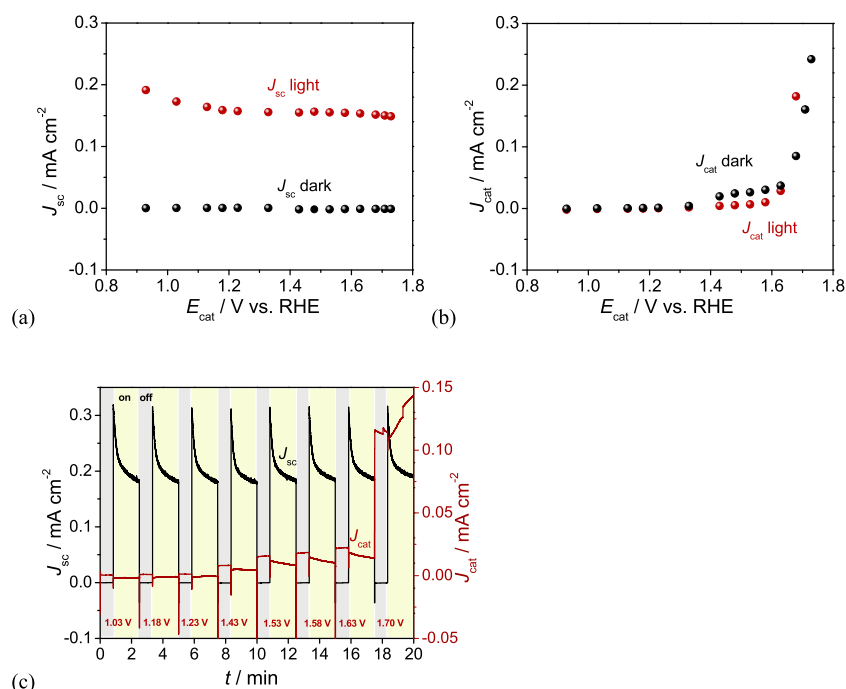 0.3
0.2
0.1
0.0
-0.1
J_sc / mA cm⁻²
J_sc light
J_sc dark
0.8 1.0 1.2 1.4 1.6 1.8
E_cat / V vs. RHE
(a)
0.3
0.2
0.1
0.0
-0.1
J_cat / mA cm⁻²
J_cat dark
J_cat light
0.8 1.0 1.2 1.4 1.6 1.8
E_cat / V vs. RHE
(b)
0.3
0.2
0.1
0.0
-0.1
J_sc / mA cm⁻²
on off
J_sc
J_cat
1.03 V 1.18 V 1.23 V 1.43 V 1.53 V 1.58 V 1.63 V 1.70 V
0.15
0.10
0.05
0.00
-0.05
J_cat / mA cm⁻²
0 2 4 6 8 10 12 14 16 18 20
t / min
(c)